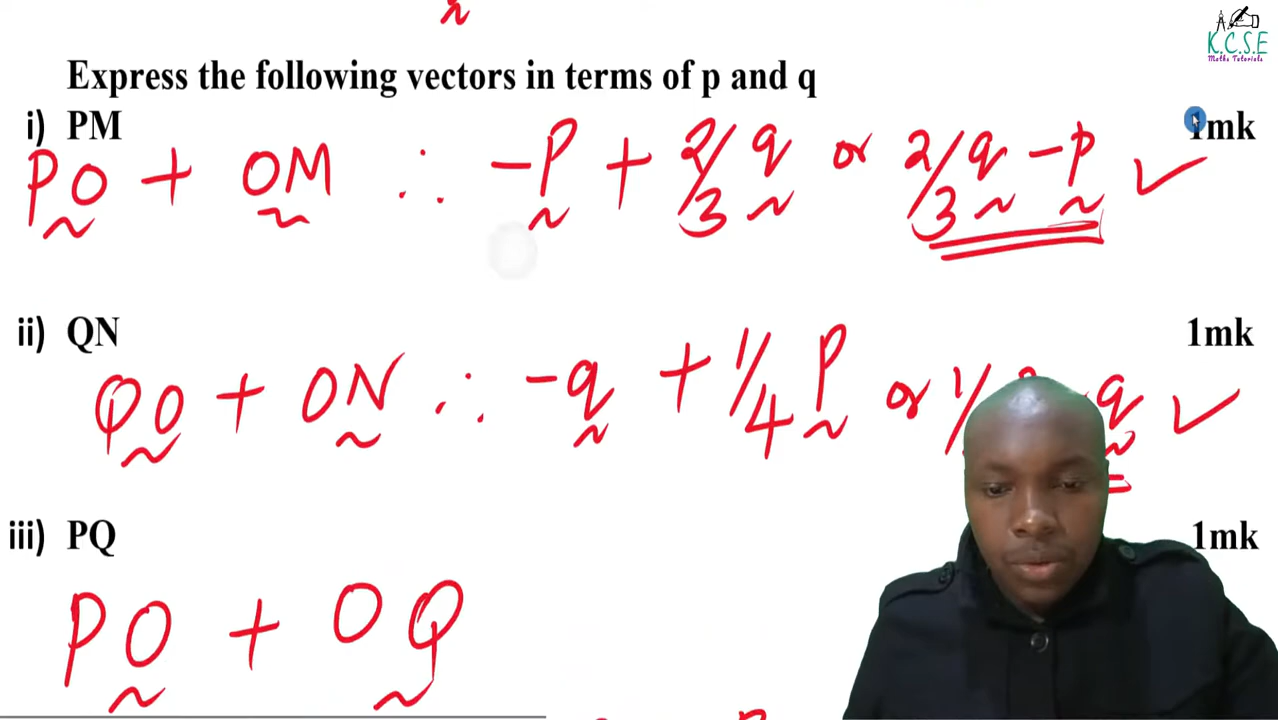 K.C.S.E
Maths Tutorials
Express the following vectors in terms of p and q
i) PM 1mk
PO + OM ∴ -p + 2/3 q or 2/3 q - p ✓
ii) QN 1mk
QO + ON ∴ -q + 1/4 p or 1/ q ✓
iii) PQ 1mk
PO + OQ